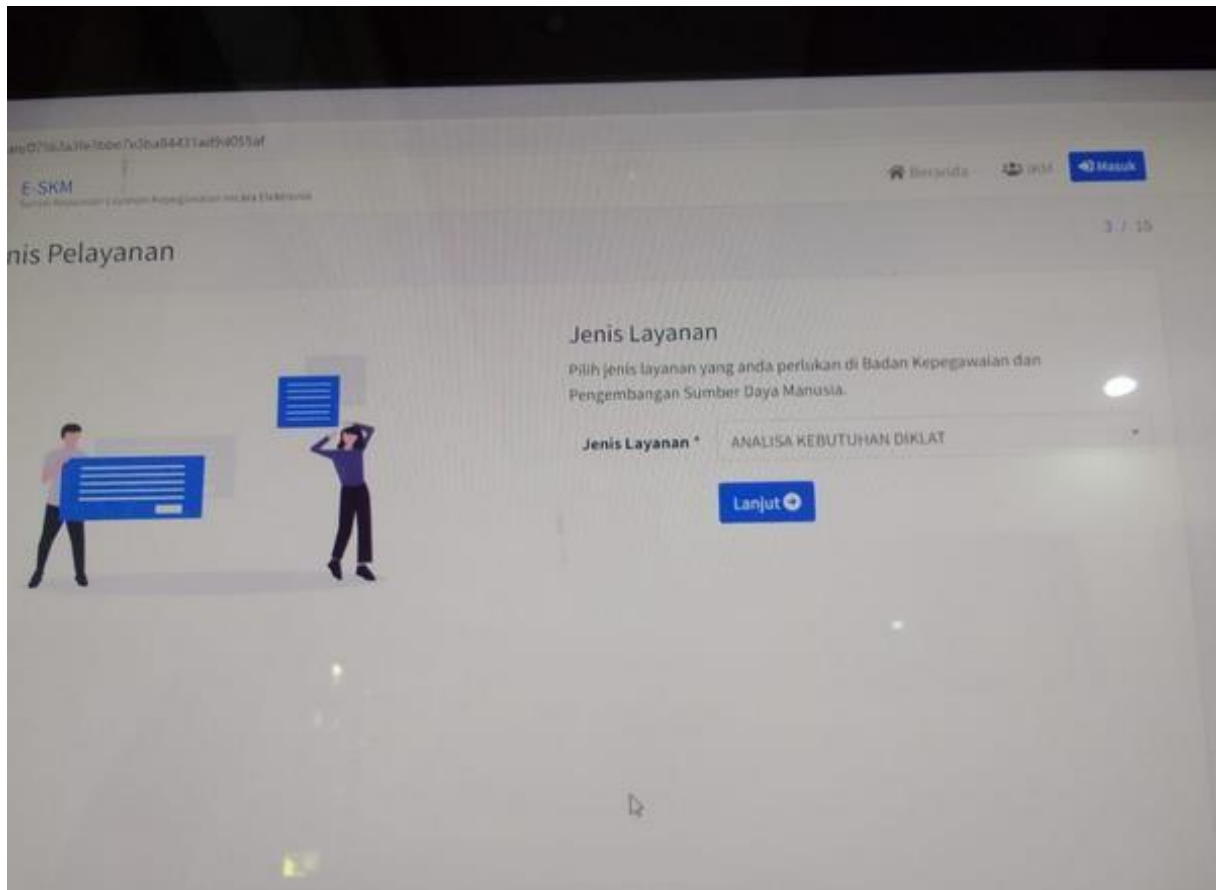 E-SKM
Beranda IKM Masuk
3 / 15
nis Pelayanan
Jenis Layanan
Pilih jenis layanan yang anda perlukan di Badan Kepegawaian dan
Pengembangan Sumber Daya Manusia.
Jenis Layanan * ANALISA KEBUTUHAN DIKLAT
Lanjut